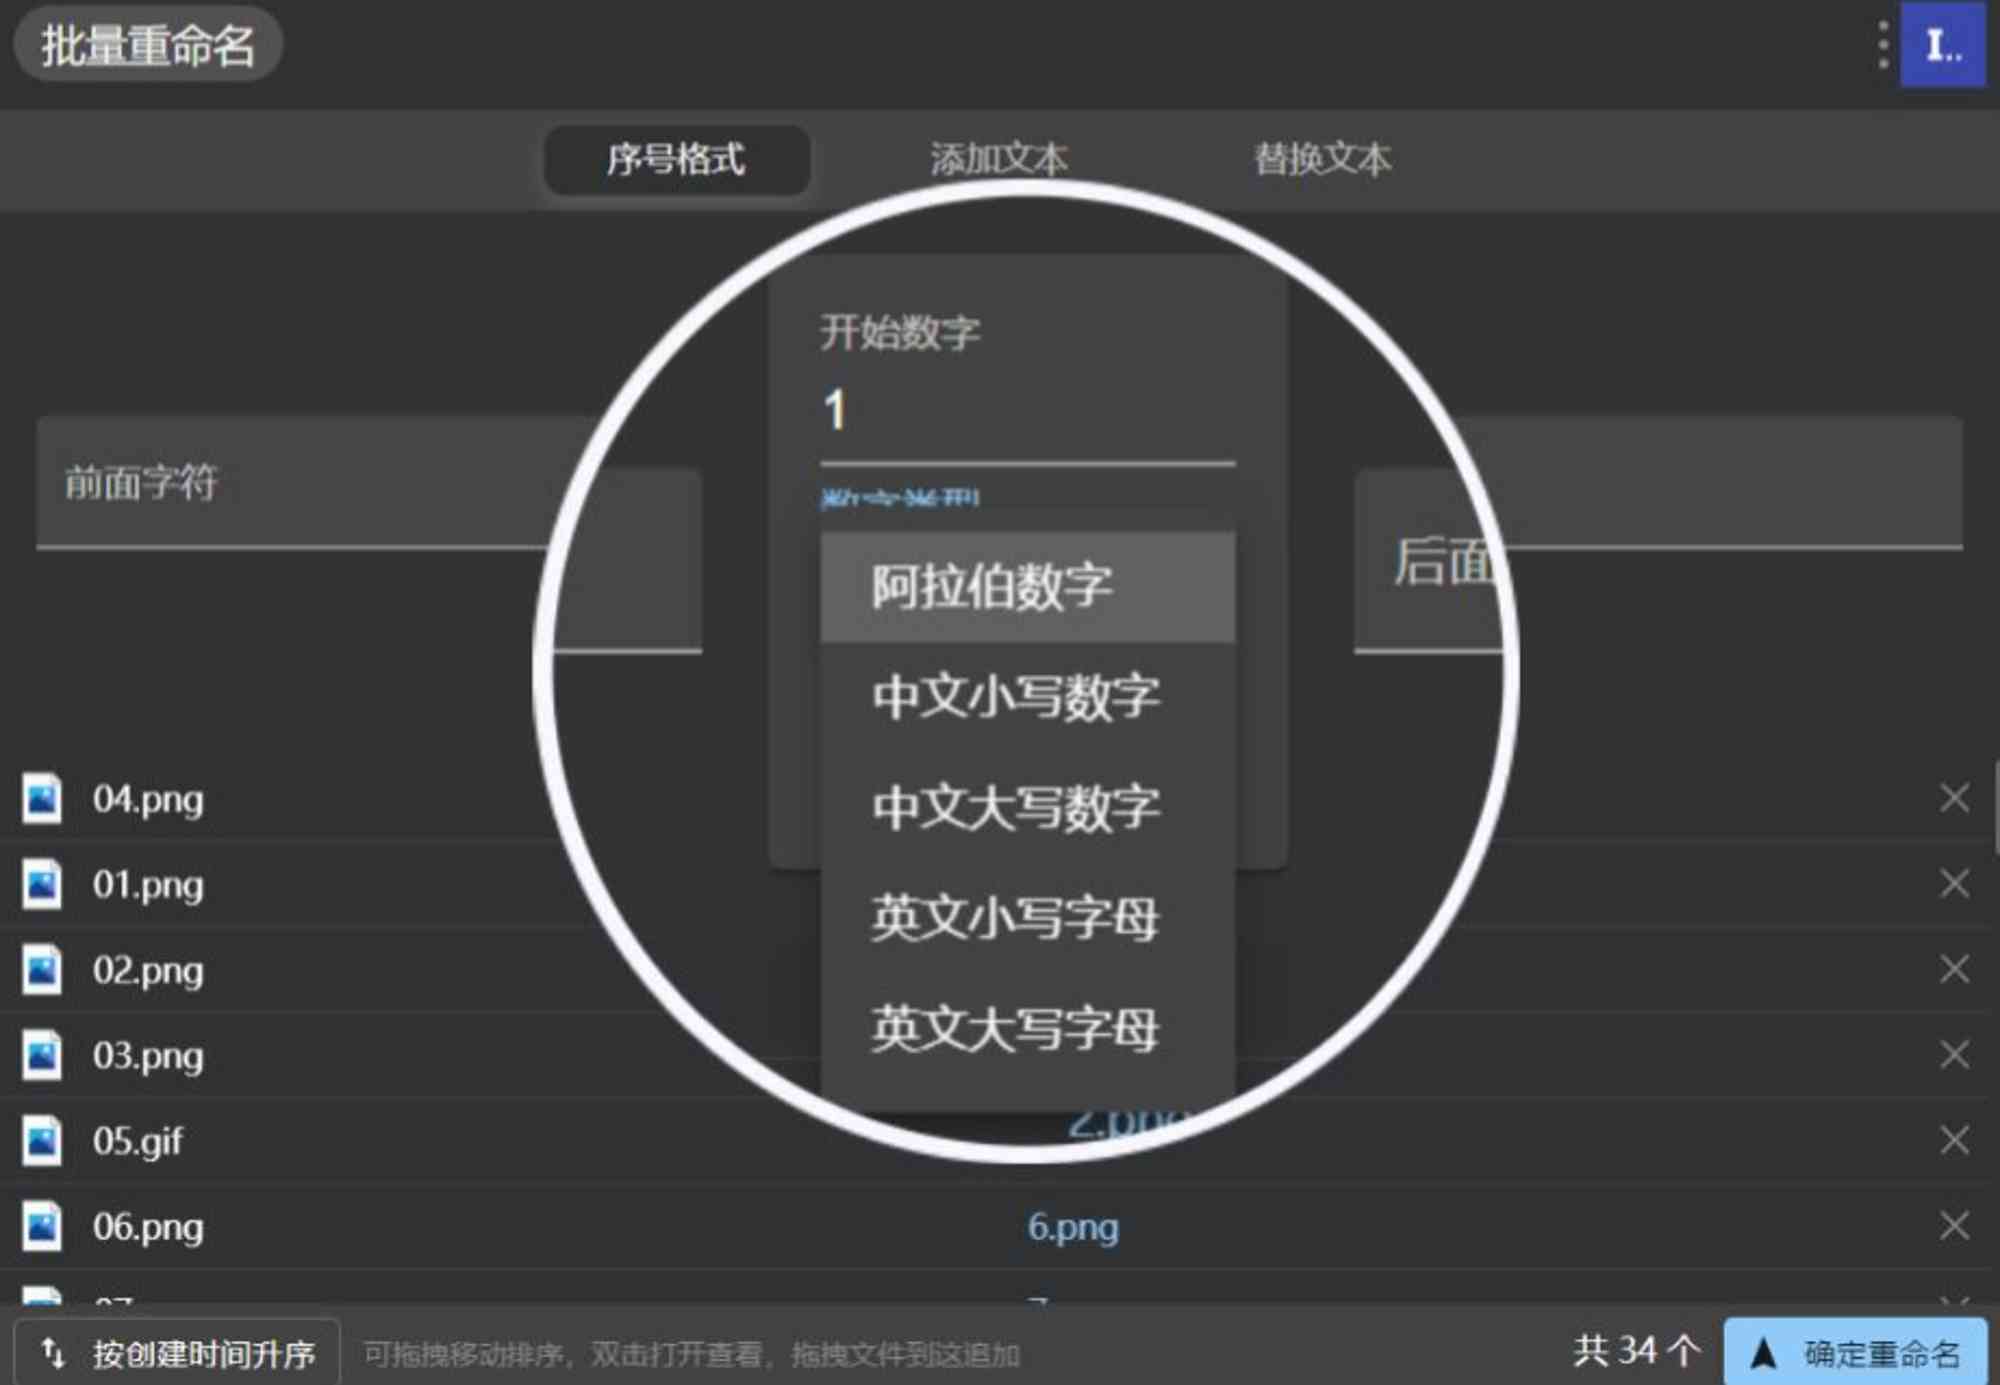 批量重命名
I..
序号格式
添加文本
替换文本
开始数字
1
前面字符
后面
阿拉伯数字
中文小写数字
中文大写数字
英文小写字母
英文大写字母
04.png
01.png
02.png
03.png
05.gif
2.png
06.png
6.png
按创建时间升序
可拖拽移动排序，双击打开查看，拖拽文件到这追加
共 34 个
确定重命名